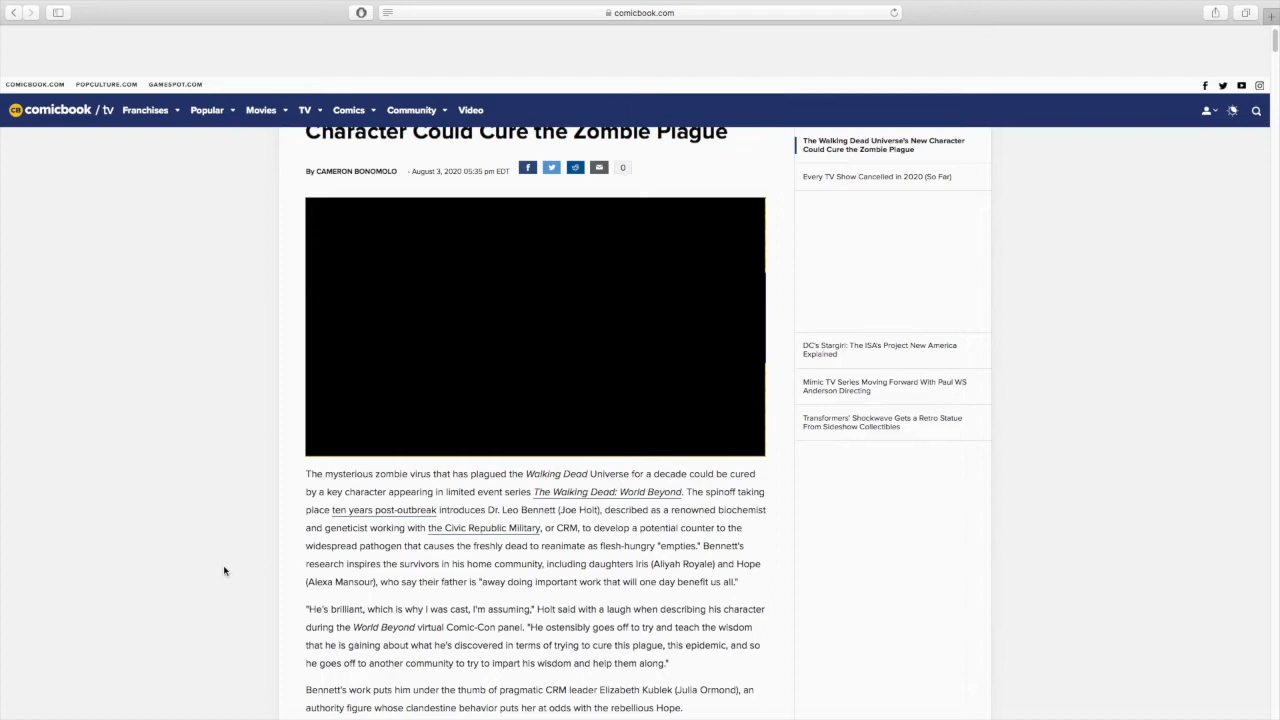 comicbook.com
COMICBOOK.COM POPCULTURE.COM GAMESPOT.COM
CB comicbook / tv Franchises Popular Movies TV Comics Community Video
Character Could Cure the Zombie Plague
By CAMERON BONOMOLO - August 3, 2020 05:35 pm EDT 0
The mysterious zombie virus that has plagued the Walking Dead Universe for a decade could be cured
by a key character appearing in limited event series The Walking Dead: World Beyond. The spinoff taking
place ten years post-outbreak introduces Dr. Leo Bennett (Joe Holt), described as a renowned biochemist
and geneticist working with the Civic Republic Military, or CRM, to develop a potential counter to the
widespread pathogen that causes the freshly dead to reanimate as flesh-hungry "empties." Bennett's
research inspires the survivors in his home community, including daughters Iris (Aliyah Royale) and Hope
(Alexa Mansour), who say their father is "away doing important work that will one day benefit us all."
"He's brilliant, which is why I was cast, I'm assuming," Holt said with a laugh when describing his character
during the World Beyond virtual Comic-Con panel. "He ostensibly goes off to try and teach the wisdom
that he is gaining about what he's discovered in terms of trying to cure this plague, this epidemic, and so
he goes off to another community to try to impart his wisdom and help them along."
Bennett's work puts him under the thumb of pragmatic CRM leader Elizabeth Kublek (Julia Ormond), an
authority figure whose clandestine behavior puts her at odds with the rebellious Hope.
The Walking Dead Universe's New Character
Could Cure the Zombie Plague
Every TV Show Cancelled in 2020 (So Far)
DC's Stargirl: The ISA's Project New America
Explained
Mimic TV Series Moving Forward With Paul WS
Anderson Directing
Transformers' Shockwave Gets a Retro Statue
From Sideshow Collectibles